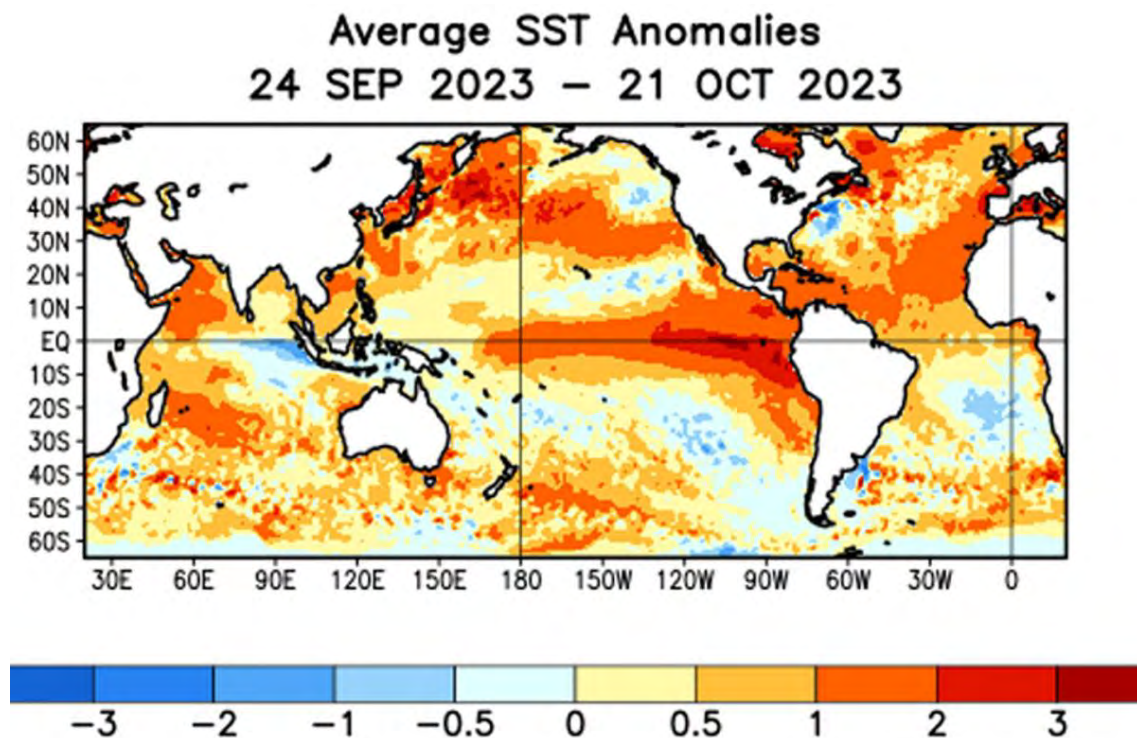 Average SST Anomalies
24 SEP 2023 – 21 OCT 2023
60N
50N
40N
30N
20N
10N
EQ
10S
20S
30S
40S
50S
60S
30E 60E 90E 120E 150E 180 150W 120W 90W 60W 30W 0
−3 −2 −1 −0.5 0 0.5 1 2 3